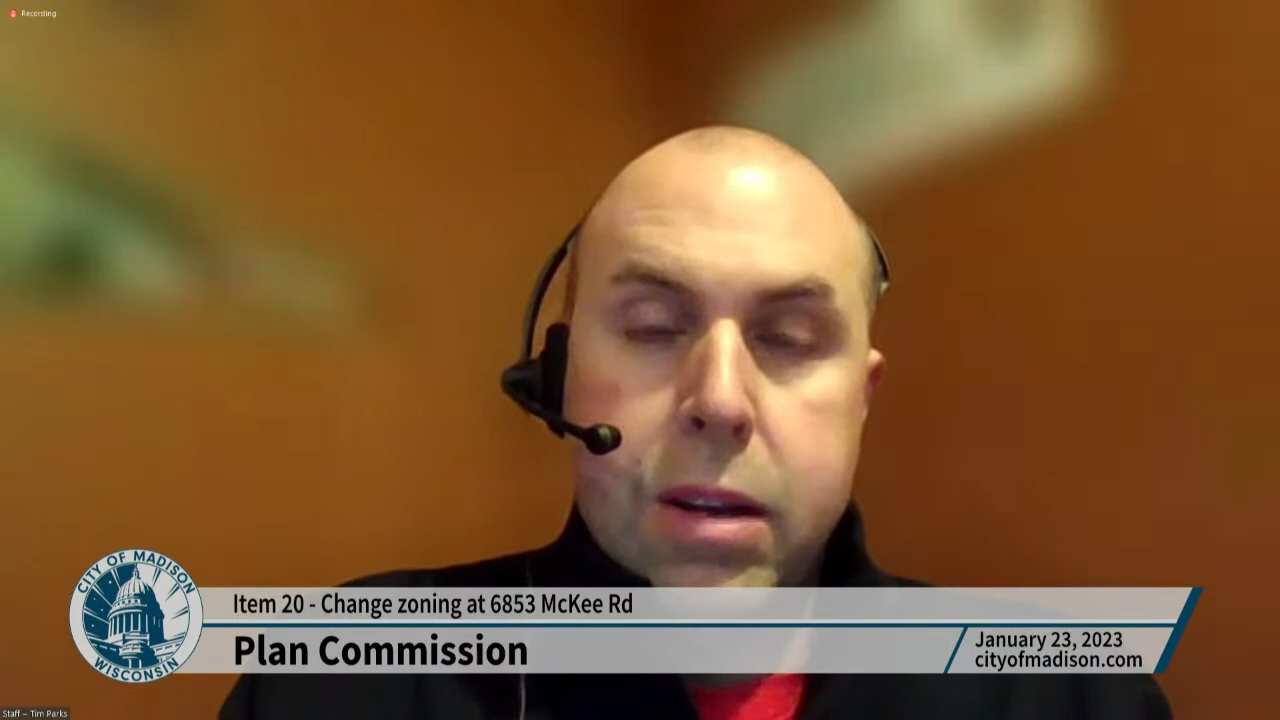 Recording
CITY OF MADISON
WISCONSIN
Item 20 - Change zoning at 6853 McKee Rd
Plan Commission
January 23, 2023
cityofmadison.com
Staff – Tim Parks